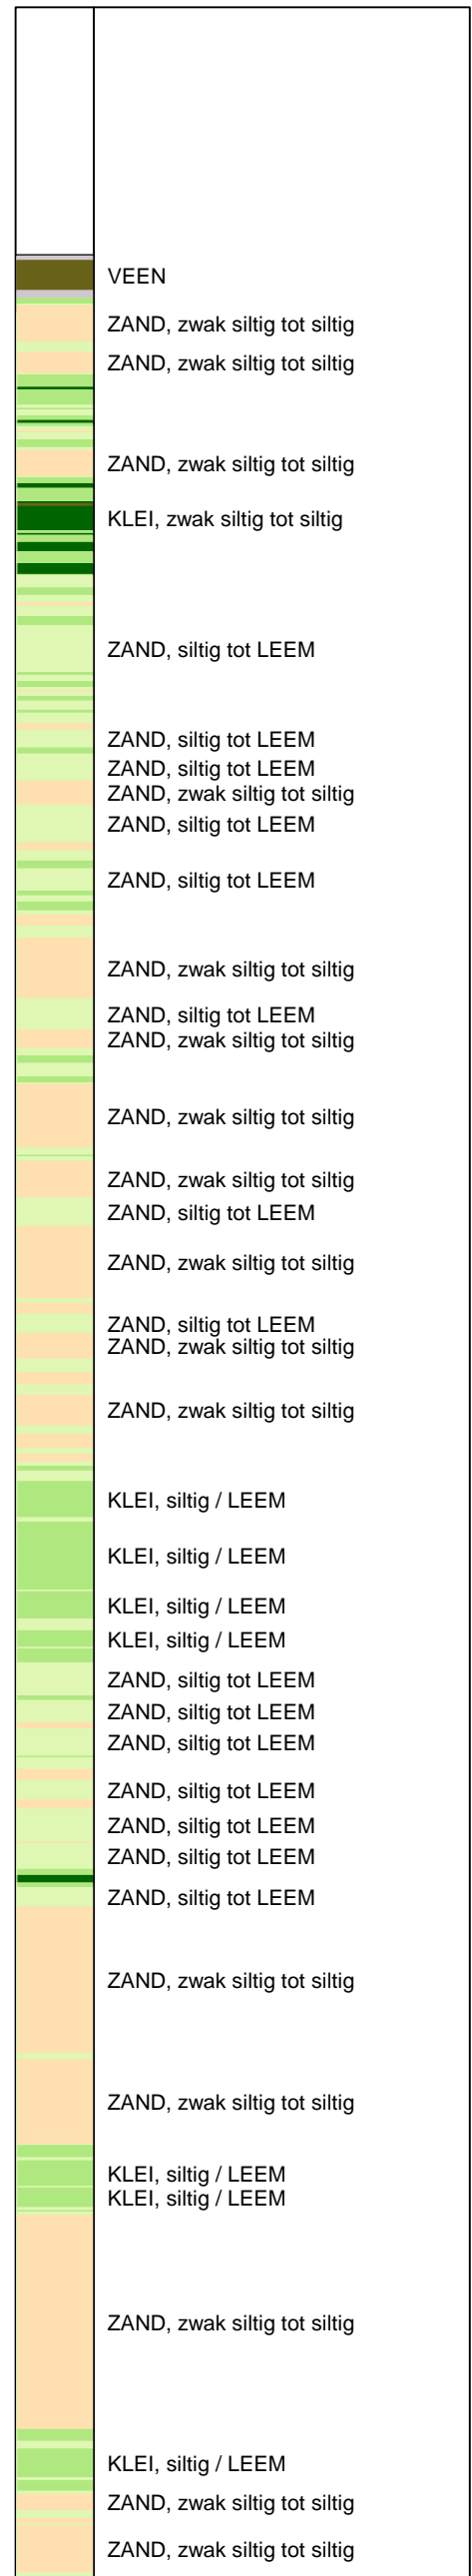 VEEN
ZAND, zwak siltig tot siltig
ZAND, zwak siltig tot siltig
ZAND, zwak siltig tot siltig
KLEI, zwak siltig tot siltig
ZAND, siltig tot LEEM
ZAND, siltig tot LEEM
ZAND, siltig tot LEEM
ZAND, zwak siltig tot siltig
ZAND, siltig tot LEEM
ZAND, siltig tot LEEM
ZAND, zwak siltig tot siltig
ZAND, siltig tot LEEM
ZAND, zwak siltig tot siltig
ZAND, zwak siltig tot siltig
ZAND, zwak siltig tot siltig
ZAND, siltig tot LEEM
ZAND, zwak siltig tot siltig
ZAND, siltig tot LEEM
ZAND, zwak siltig tot siltig
ZAND, zwak siltig tot siltig
KLEI, siltig / LEEM
KLEI, siltig / LEEM
KLEI, siltig / LEEM
KLEI, siltig / LEEM
ZAND, siltig tot LEEM
ZAND, siltig tot LEEM
ZAND, siltig tot LEEM
ZAND, siltig tot LEEM
ZAND, siltig tot LEEM
ZAND, siltig tot LEEM
ZAND, siltig tot LEEM
ZAND, zwak siltig tot siltig
ZAND, zwak siltig tot siltig
KLEI, siltig / LEEM
KLEI, siltig / LEEM
ZAND, zwak siltig tot siltig
KLEI, siltig / LEEM
ZAND, zwak siltig tot siltig
ZAND, zwak siltig tot siltig